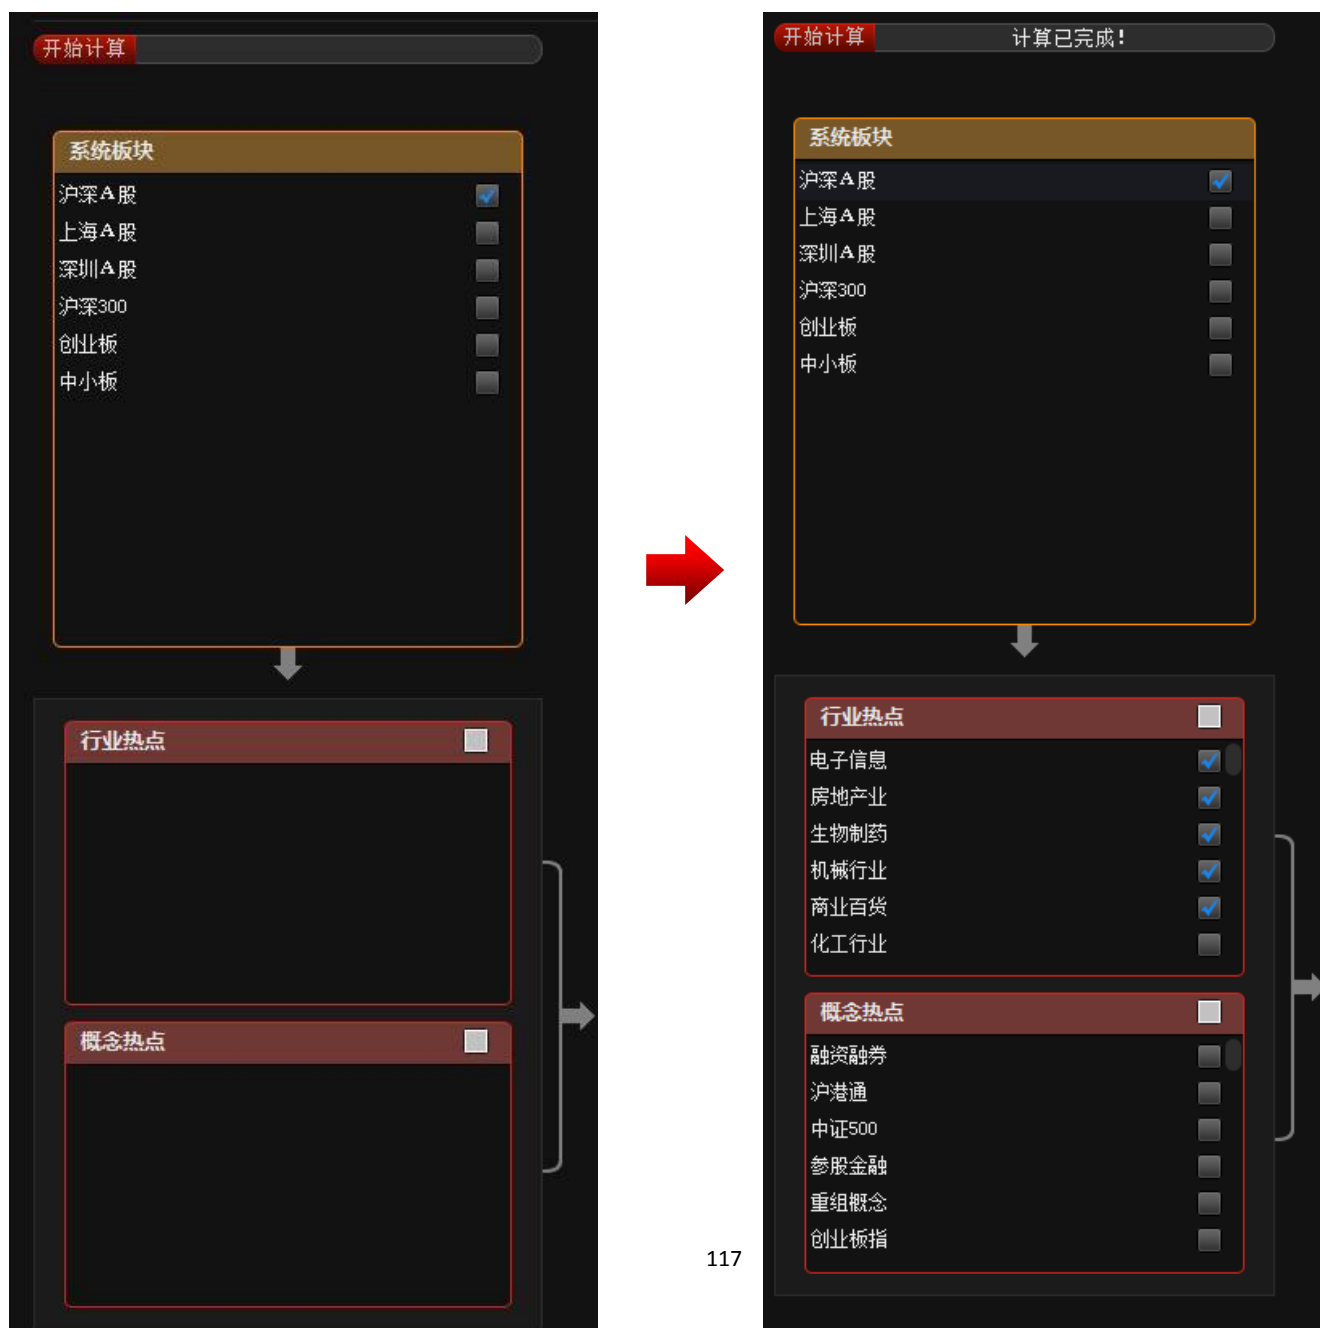 开始计算
系统板块
沪深A股
上海A股
深圳A股
沪深300
创业板
中小板
行业热点
概念热点
开始计算 计算已完成!
系统板块
沪深A股
上海A股
深圳A股
沪深300
创业板
中小板
行业热点
电子信息
房地产业
生物制药
机械行业
商业百货
化工行业
概念热点
融资融券
沪港通
中证500
参股金融
重组概念
创业板指
117